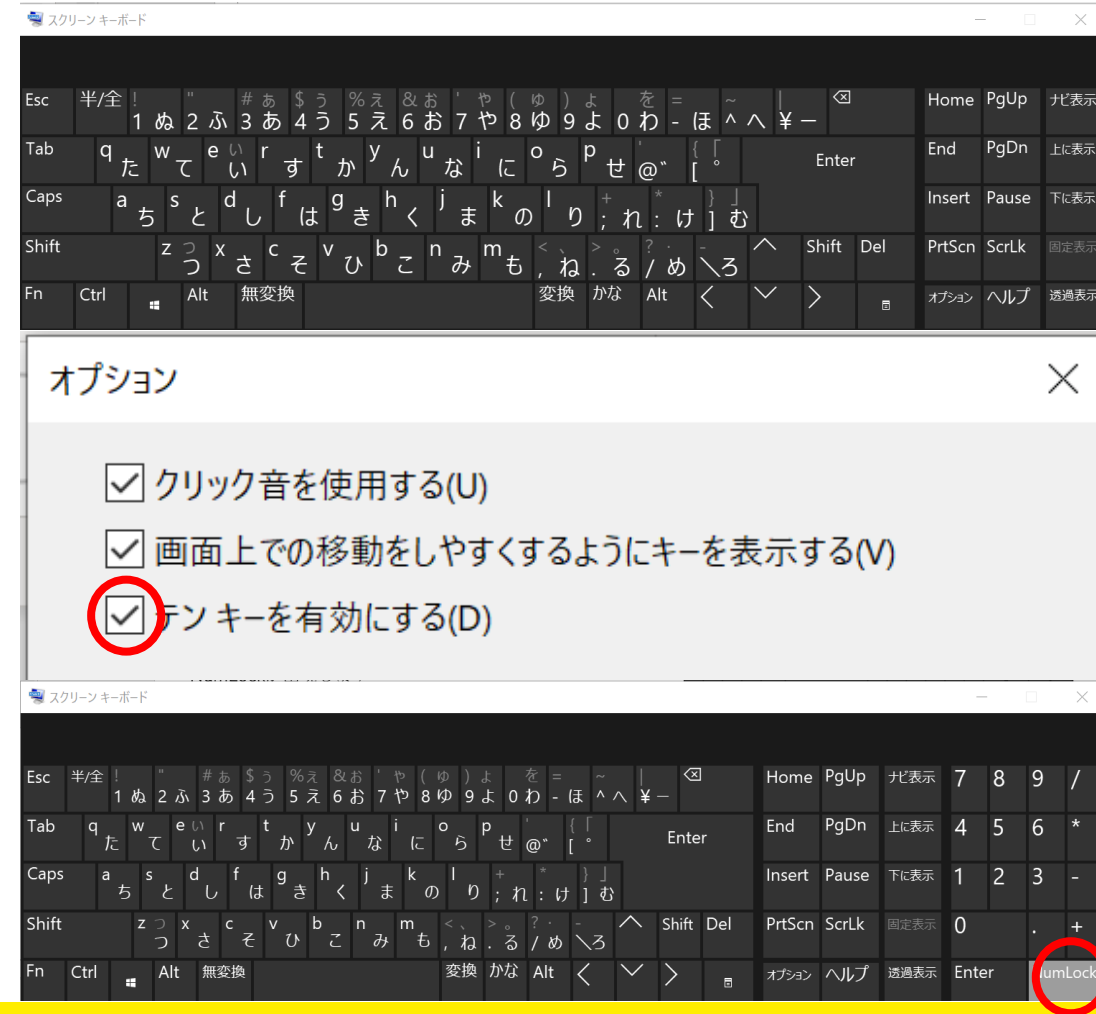 スクリーン キーボード
Esc 半/全 ! 1 ぬ " 2 ふ # ぁ 3 あ $ ぅ 4 う % ぇ 5 え & ぉ 6 お ' ゃ 7 や ( ゅ 8 ゆ ) ょ 9 よ を 0 わ = - ほ ~ ^ へ | ¥ ー Home PgUp ナビ表示
Tab q た w て e ぃ い r す t か y ん u な i に o ら p せ ' @ ゛ { 「 [ ゜ Enter End PgDn 上に表示
Caps a ち s と d し f は g き h く j ま k の l り + ; れ * : け } 」 ] む Insert Pause 下に表示
Shift z っ つ x さ c そ v ひ b こ n み m も < 、 , ね > 。 . る ? ・ / め - \ ろ Shift Del PrtScn ScrLk 固定表示
Fn Ctrl Alt 無変換 変換 かな Alt オプション ヘルプ 透過表示
オプション
クリック音を使用する(U)
画面上での移動をしやすくするようにキーを表示する(V)
テン キーを有効にする(D)
スクリーン キーボード
Esc 半/全 ! 1 ぬ " 2 ふ # ぁ 3 あ $ ぅ 4 う % ぇ 5 え & ぉ 6 お ' ゃ 7 や ( ゅ 8 ゆ ) ょ 9 よ を 0 わ = - ほ ~ ^ へ | ¥ ー Home PgUp ナビ表示 7 8 9 /
Tab q た w て e ぃ い r す t か y ん u な i に o ら p せ ' @ ゛ { 「 [ ゜ Enter End PgDn 上に表示 4 5 6 *
Caps a ち s と d し f は g き h く j ま k の l り + ; れ * : け } 」 ] む Insert Pause 下に表示 1 2 3 -
Shift z っ つ x さ c そ v ひ b こ n み m も < 、 , ね > 。 . る ? ・ / め - \ ろ Shift Del PrtScn ScrLk 固定表示 0 . +
Fn Ctrl Alt 無変換 変換 かな Alt オプション ヘルプ 透過表示 Enter NumLock